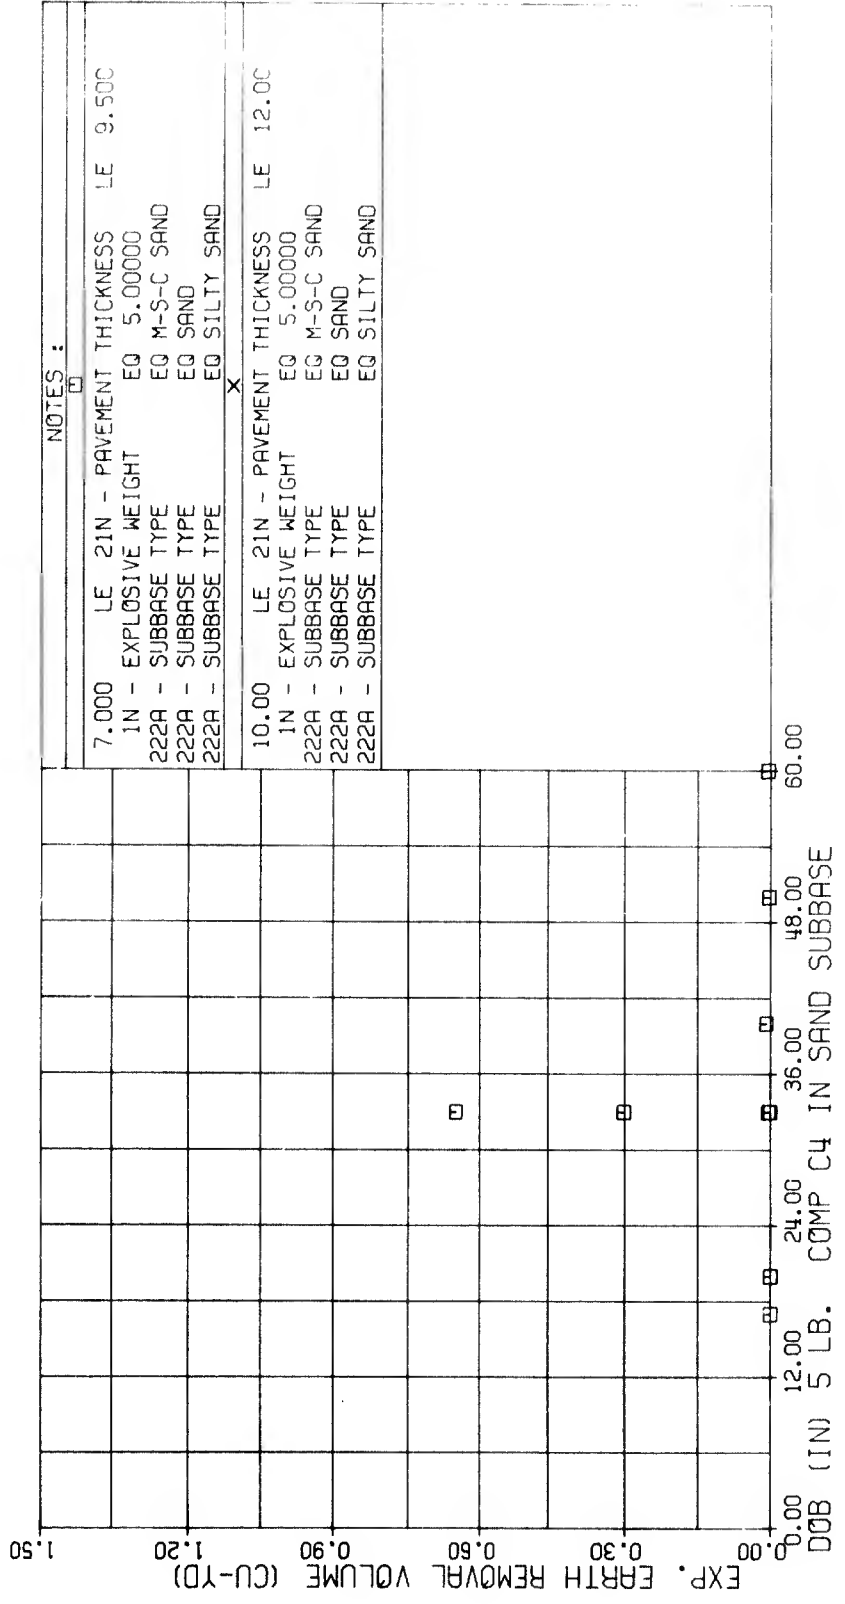 NOTES :
7.000 LE 21N - PAVEMENT THICKNESS LE 9.500
1N - EXPLOSIVE WEIGHT EQ 5.00000
222A - SUBBASE TYPE EQ M-S-C SAND
222A - SUBBASE TYPE EQ SAND
222A - SUBBASE TYPE EQ SILTY SAND
X
10.00 LE 21N - PAVEMENT THICKNESS LE 12.00
1N - EXPLOSIVE WEIGHT EQ 5.00000
222A - SUBBASE TYPE EQ M-S-C SAND
222A - SUBBASE TYPE EQ SAND
222A - SUBBASE TYPE EQ SILTY SAND
EXP. EARTH REMOVAL VOLUME (CU-YD)
1.50
1.20
0.90
0.60
0.30
0.00
0.00 12.00 24.00 36.00 48.00 60.00
DOB (IN) 5 LB. COMP C4 IN SAND SUBBASE